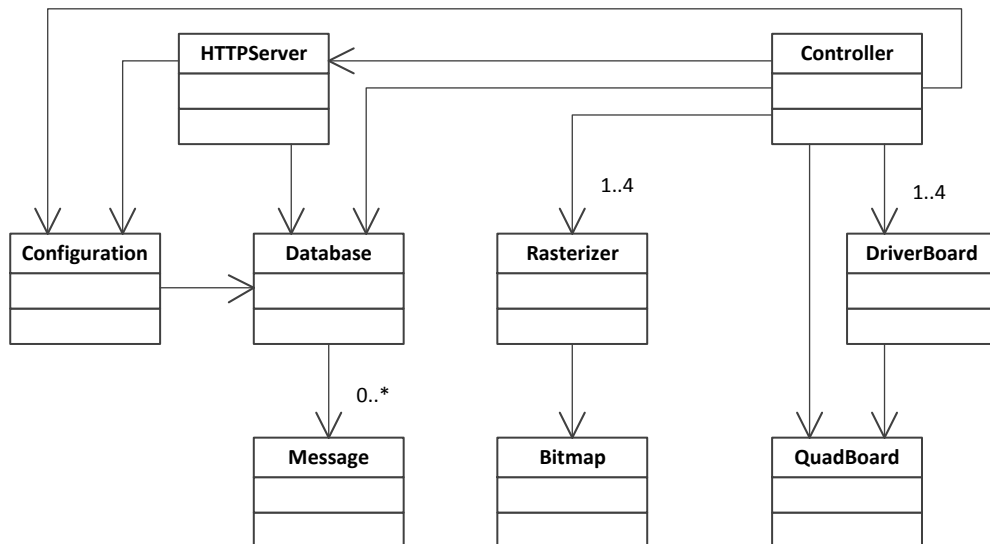 HTTPServer
Controller
1..4
1..4
Configuration
Database
Rasterizer
DriverBoard
0..*
Message
Bitmap
QuadBoard